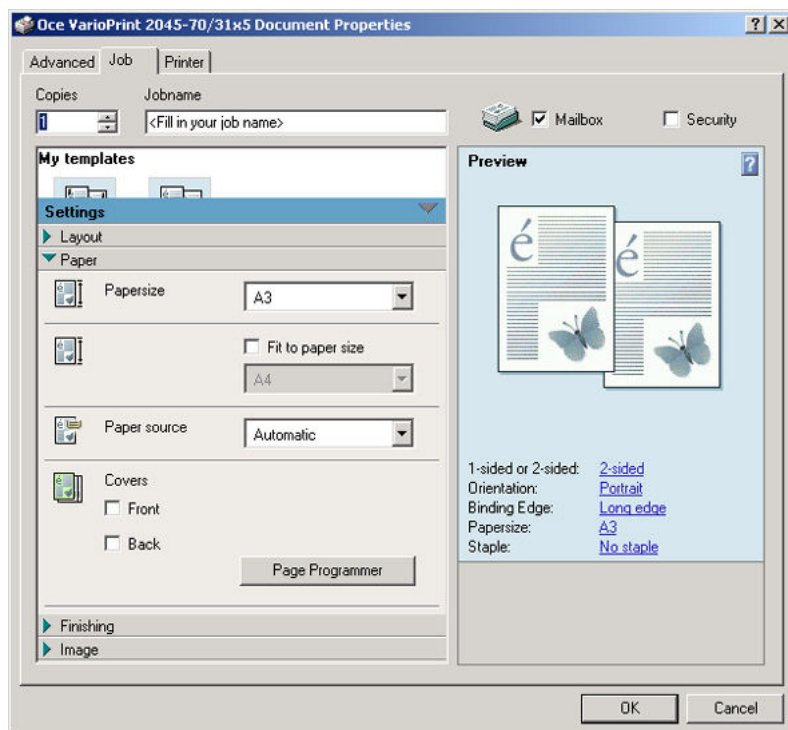 Oce VarioPrint 2045-70/31x5 Document Properties
?
Advanced
Job
Printer
Copies
Jobname
1
<Fill in your job name>
Mailbox
Security
My templates
Settings
Layout
Paper
Papersize
A3
Fit to paper size
A4
Paper source
Automatic
Covers
Front
Back
Page Programmer
Finishing
Image
Preview
?
é
é
1-sided or 2-sided: 2-sided
Orientation: Portrait
Binding Edge: Long edge
Papersize: A3
Staple: No staple
OK
Cancel